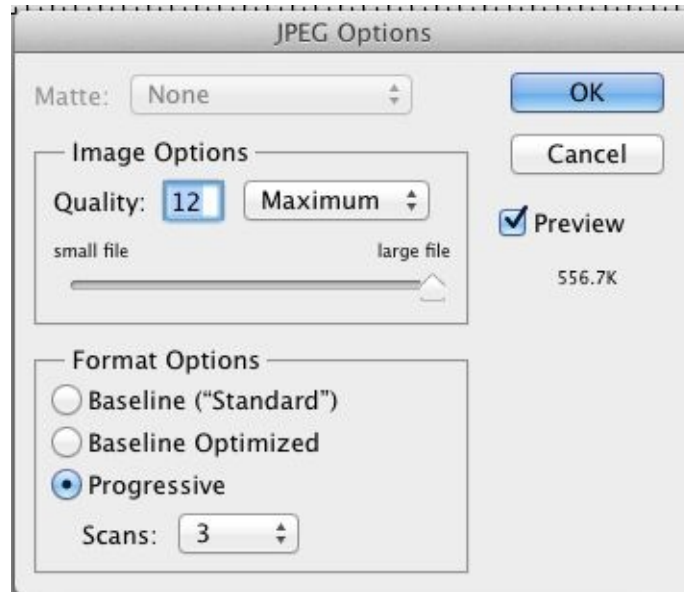 JPEG Options
Matte: None
OK
Image Options
Cancel
Quality: 12 Maximum
Preview
small file large file
556.7K
Format Options
Baseline (“Standard”)
Baseline Optimized
Progressive
Scans: 3